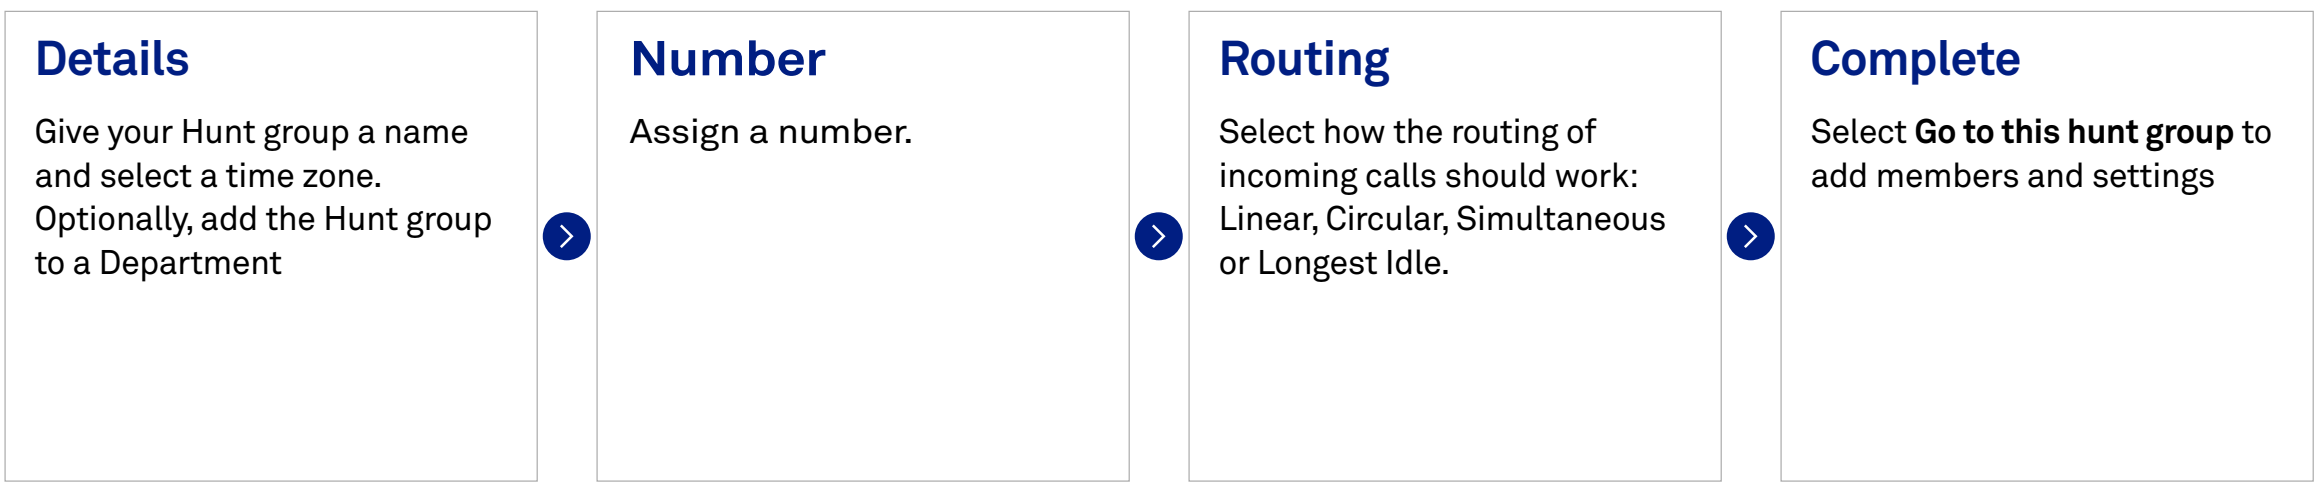 Details
Give your Hunt group a name
and select a time zone.
Optionally, add the Hunt group
to a Department
Number
Assign a number.
Routing
Select how the routing of
incoming calls should work:
Linear, Circular, Simultaneous
or Longest Idle.
Complete
Select Go to this hunt group to
add members and settings